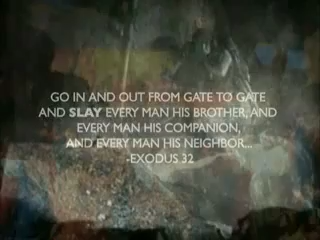 GO IN AND OUT FROM GATE TO GATE
AND SLAY EVERY MAN HIS BROTHER, AND
EVERY MAN HIS COMPANION,
AND EVERY MAN HIS NEIGHBOR...
-EXODUS 32